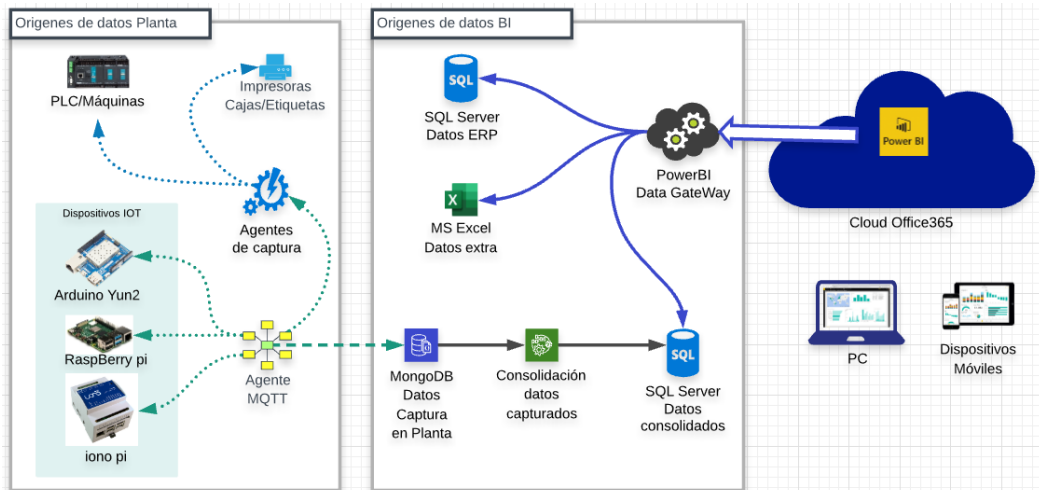 Origenes de datos Planta
Origenes de datos BI
PLC/Máquinas
Impresoras
Cajas/Etiquetas
SQL
SQL Server
Datos ERP
PowerBI
Data GateWay
Power BI
Cloud Office365
Dispositivos IOT
Agentes
de captura
X
MS Excel
Datos extra
Arduino Yun2
RaspBerry pi
Agente
MQTT
iono pi
MongoDB
Datos
Captura
en Planta
Consolidación
datos
capturados
SQL
SQL Server
Datos
consolidados
PC
Dispositivos
Móviles